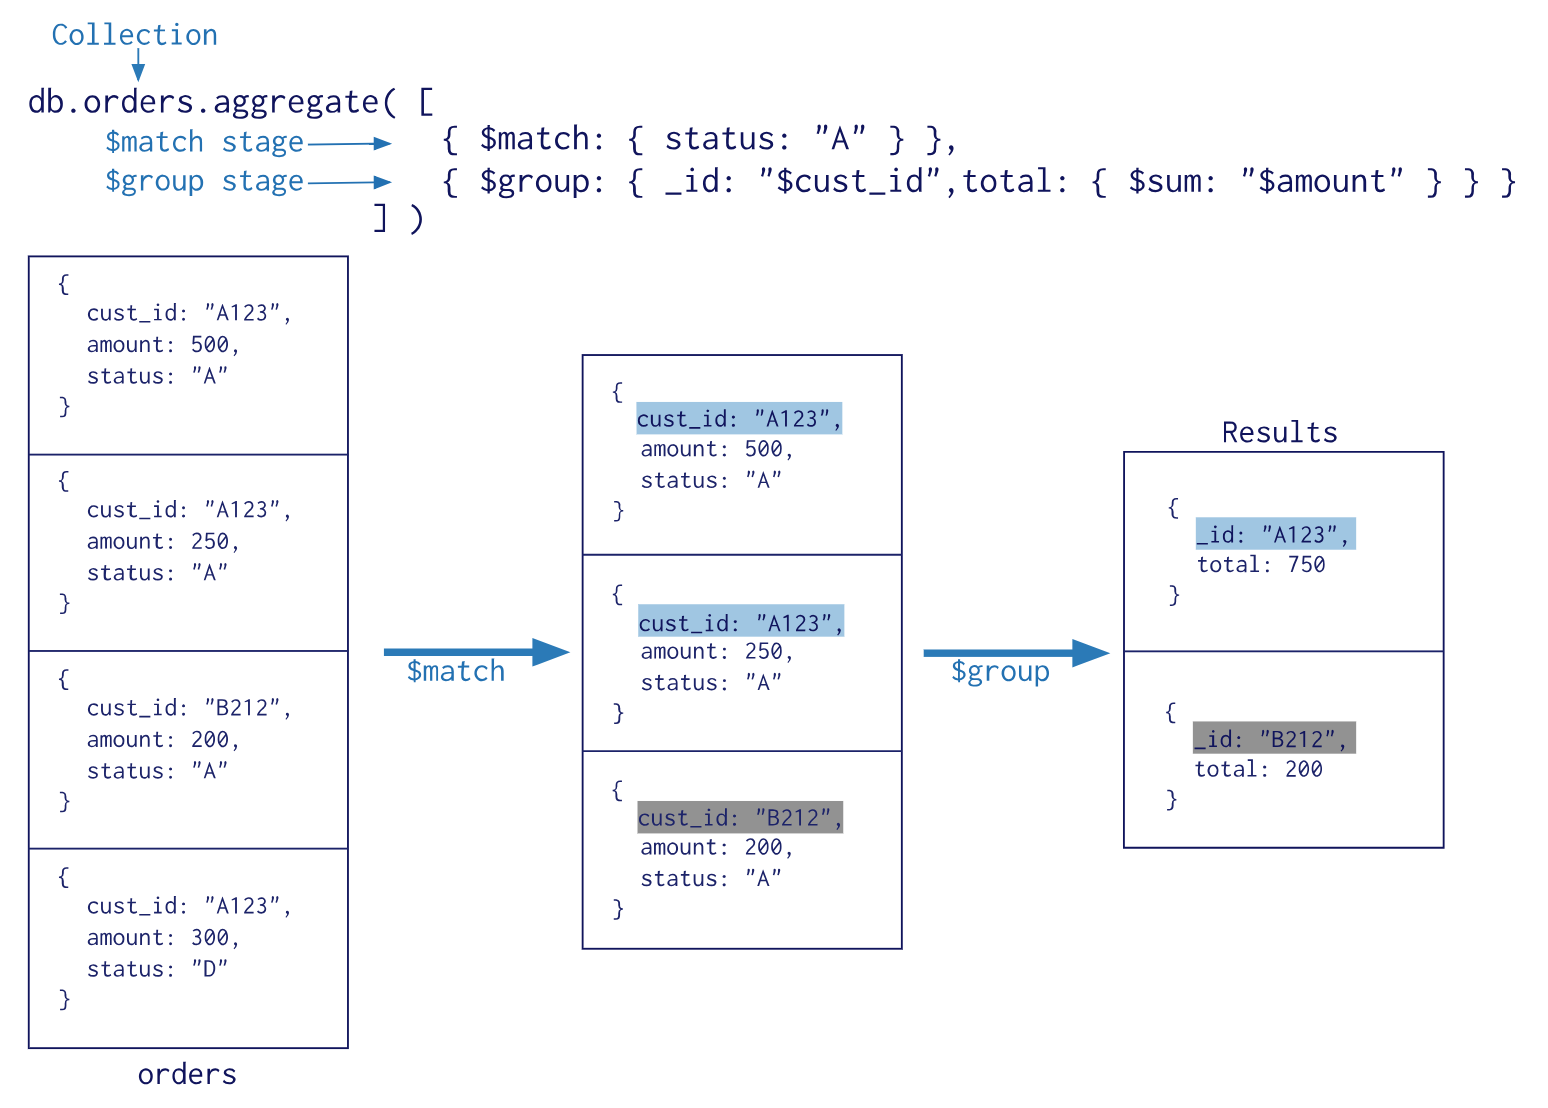 Collection
db.orders.aggregate( [
$match stage { $match: { status: "A" } },
$group stage { $group: { _id: "$cust_id",total: { $sum: "$amount" } } }
] )
{
cust_id: "A123",
amount: 500,
status: "A"
}
{
cust_id: "A123",
amount: 250,
status: "A"
}
{
cust_id: "B212",
amount: 200,
status: "A"
}
{
cust_id: "A123",
amount: 300,
status: "D"
}
orders
$match
{
cust_id: "A123",
amount: 500,
status: "A"
}
{
cust_id: "A123",
amount: 250,
status: "A"
}
{
cust_id: "B212",
amount: 200,
status: "A"
}
$group
Results
{
_id: "A123",
total: 750
}
{
_id: "B212",
total: 200
}